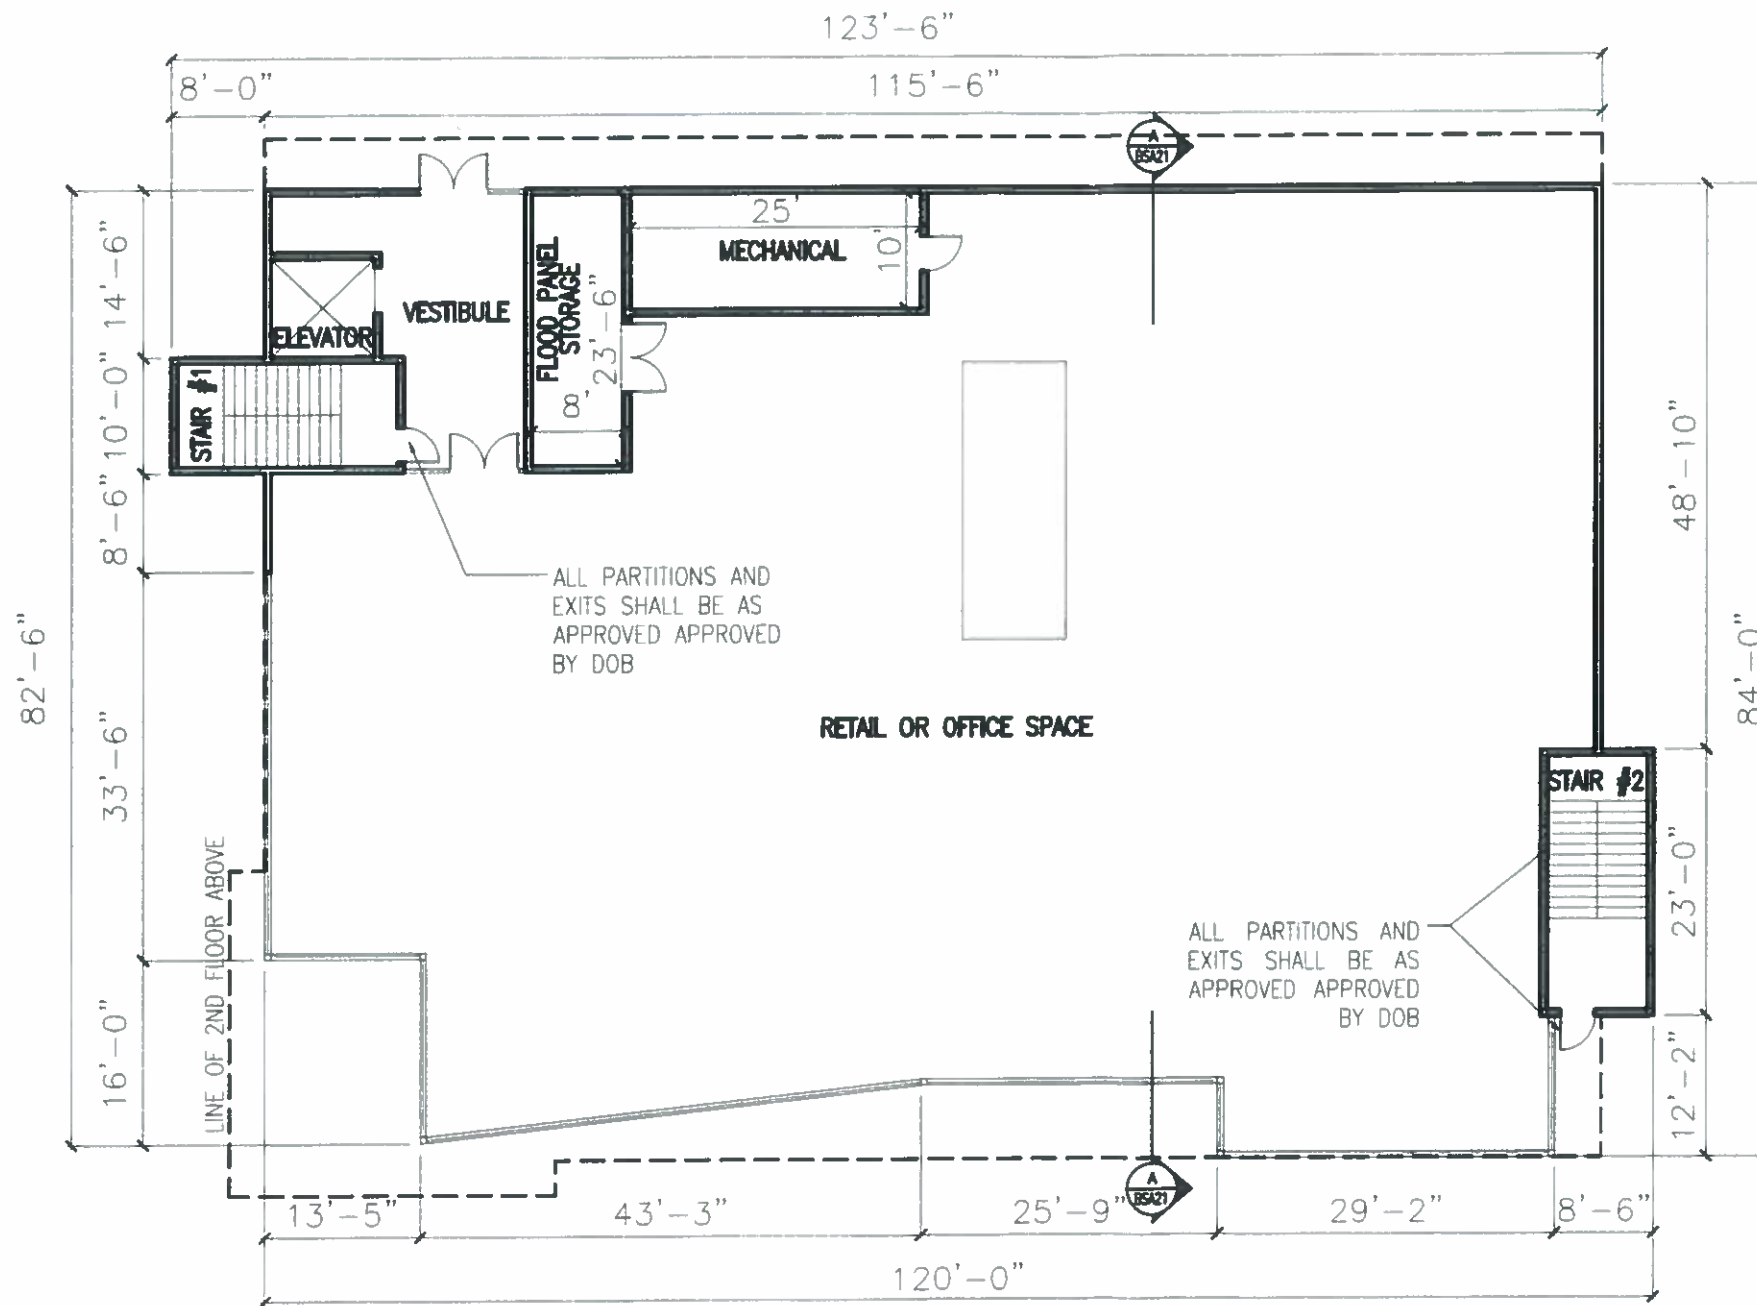 123'-6"
8'-0"
115'-6"
A
BSA21
25'
10'
MECHANICAL
FLOOD PANEL
STORAGE
23'-6"
8'
VESTIBULE
ELEVATOR
STAIR #1
14'-6"
10'-0"
8'-6"
82'-6"
33'-6"
16'-0"
48'-10"
84'-0"
ALL PARTITIONS AND
EXITS SHALL BE AS
APPROVED APPROVED
BY DOB
RETAIL OR OFFICE SPACE
STAIR #2
23'-0"
LINE OF 2ND FLOOR ABOVE
ALL PARTITIONS AND
EXITS SHALL BE AS
APPROVED APPROVED
BY DOB
12'-2"
A
BSA21
13'-5"
43'-3"
25'-9"
29'-2"
8'-6"
120'-0"